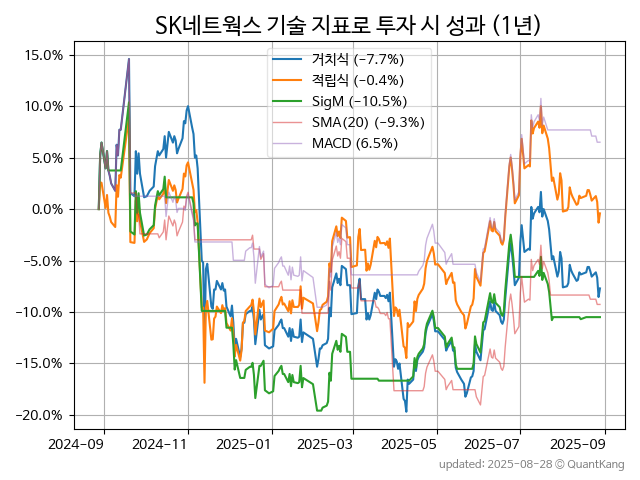 SK네트웍스 기술 지표로 투자 시 성과 (1년)
15.0%
10.0%
5.0%
0.0%
−5.0%
−10.0%
−15.0%
−20.0%
거치식 (−7.7%)
적립식 (−0.4%)
SigM (−10.5%)
SMA(20) (−9.3%)
MACD (6.5%)
2024-09
2024-11
2025-01
2025-03
2025-05
2025-07
2025-09
updated: 2025-08-28 © QuantKang